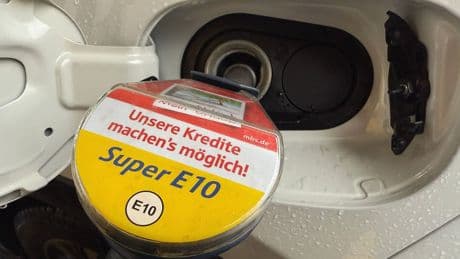 Unsere Kredite
machen's möglich!
Super E10
E10